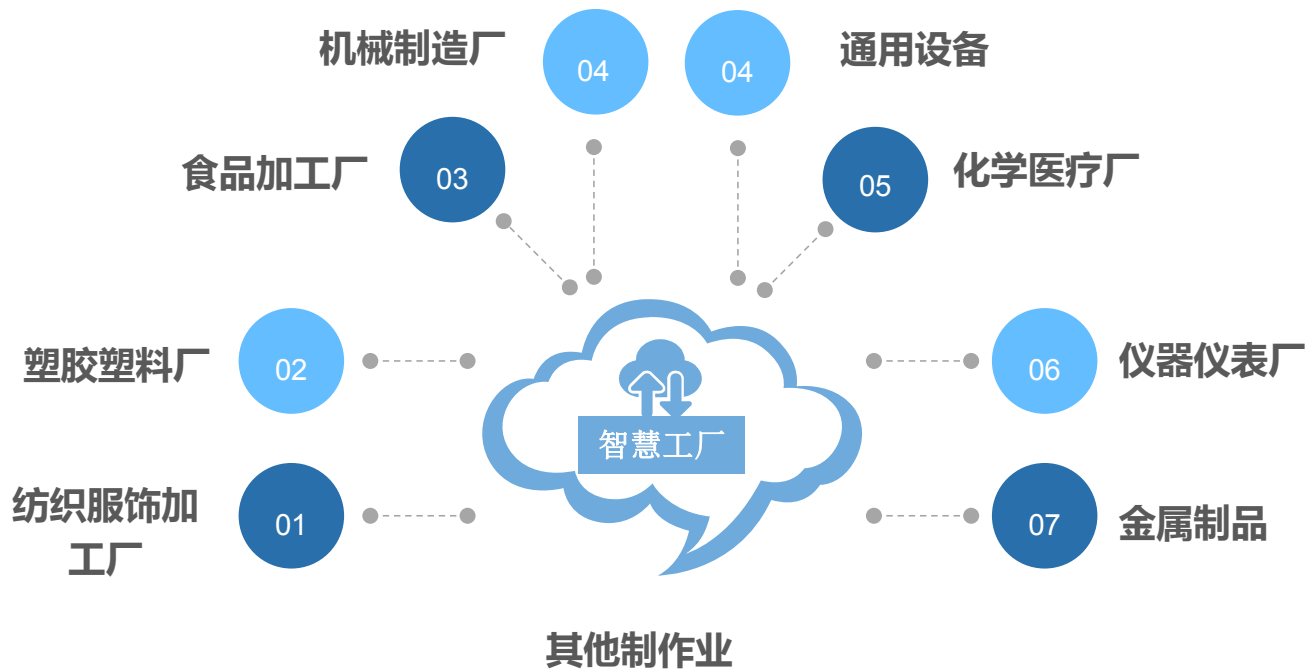 机械制造厂
04
04
通用设备
食品加工厂
03
05
化学医疗厂
塑胶塑料厂
02
06
仪器仪表厂
智慧工厂
纺织服饰加
工厂
01
07
金属制品
其他制作业